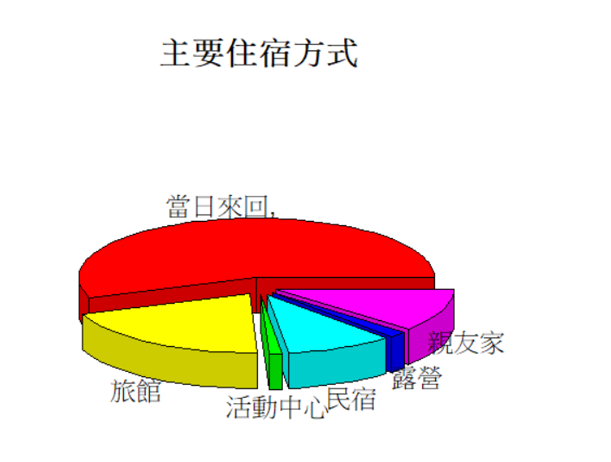 主要住宿方式
當日來回,
親友家
露營
民宿
活動中心
旅館